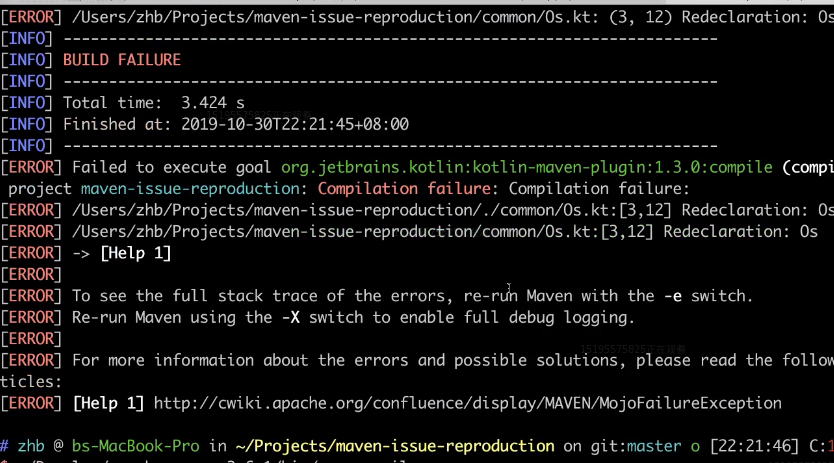 [ERROR] /Users/zhb/Projects/maven-issue-reproduction/common/Os.kt: (3, 12) Redeclaration: Os
[INFO] ------------------------------------------------------------------------
[INFO] BUILD FAILURE
[INFO] ------------------------------------------------------------------------
[INFO] Total time:  3.424 s
[INFO] Finished at: 2019-10-30T22:21:45+08:00
[INFO] ------------------------------------------------------------------------
[ERROR] Failed to execute goal org.jetbrains.kotlin:kotlin-maven-plugin:1.3.0:compile (compi
project maven-issue-reproduction: Compilation failure: Compilation failure:
[ERROR] /Users/zhb/Projects/maven-issue-reproduction/./common/Os.kt:[3,12] Redeclaration: Os
[ERROR] /Users/zhb/Projects/maven-issue-reproduction/common/Os.kt:[3,12] Redeclaration: Os
[ERROR] -> [Help 1]
[ERROR]
[ERROR] To see the full stack trace of the errors, re-run Maven with the -e switch.
[ERROR] Re-run Maven using the -X switch to enable full debug logging.
[ERROR]
[ERROR] For more information about the errors and possible solutions, please read the follow
ticles:
[ERROR] [Help 1] http://cwiki.apache.org/confluence/display/MAVEN/MojoFailureException
# zhb @ bs-MacBook-Pro in ~/Projects/maven-issue-reproduction on git:master o [22:21:46] C:1